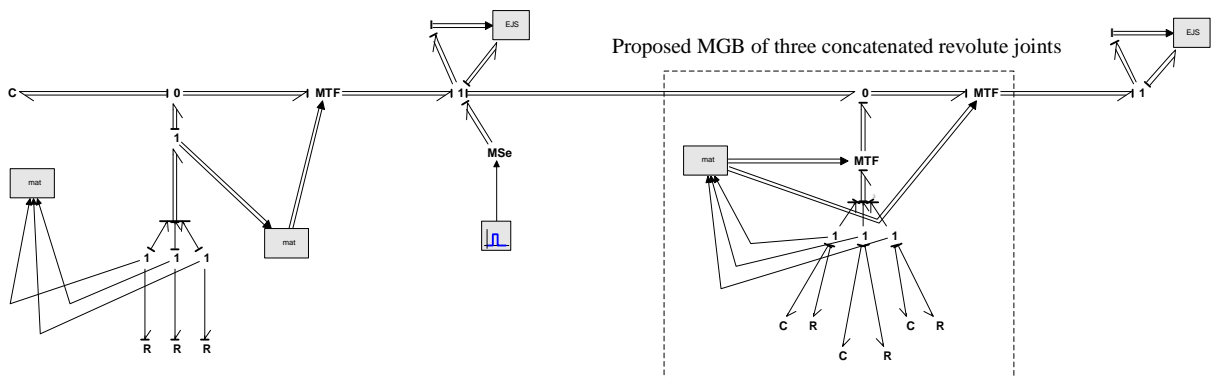 EJS
EJS
Proposed MGB of three concatenated revolute joints
I
I
C 0 MTF 1 0 MTF 1
1
MSe
mat
MTF
mat
mat
1 1 1
1 1 1
C R C R
R R R
C R